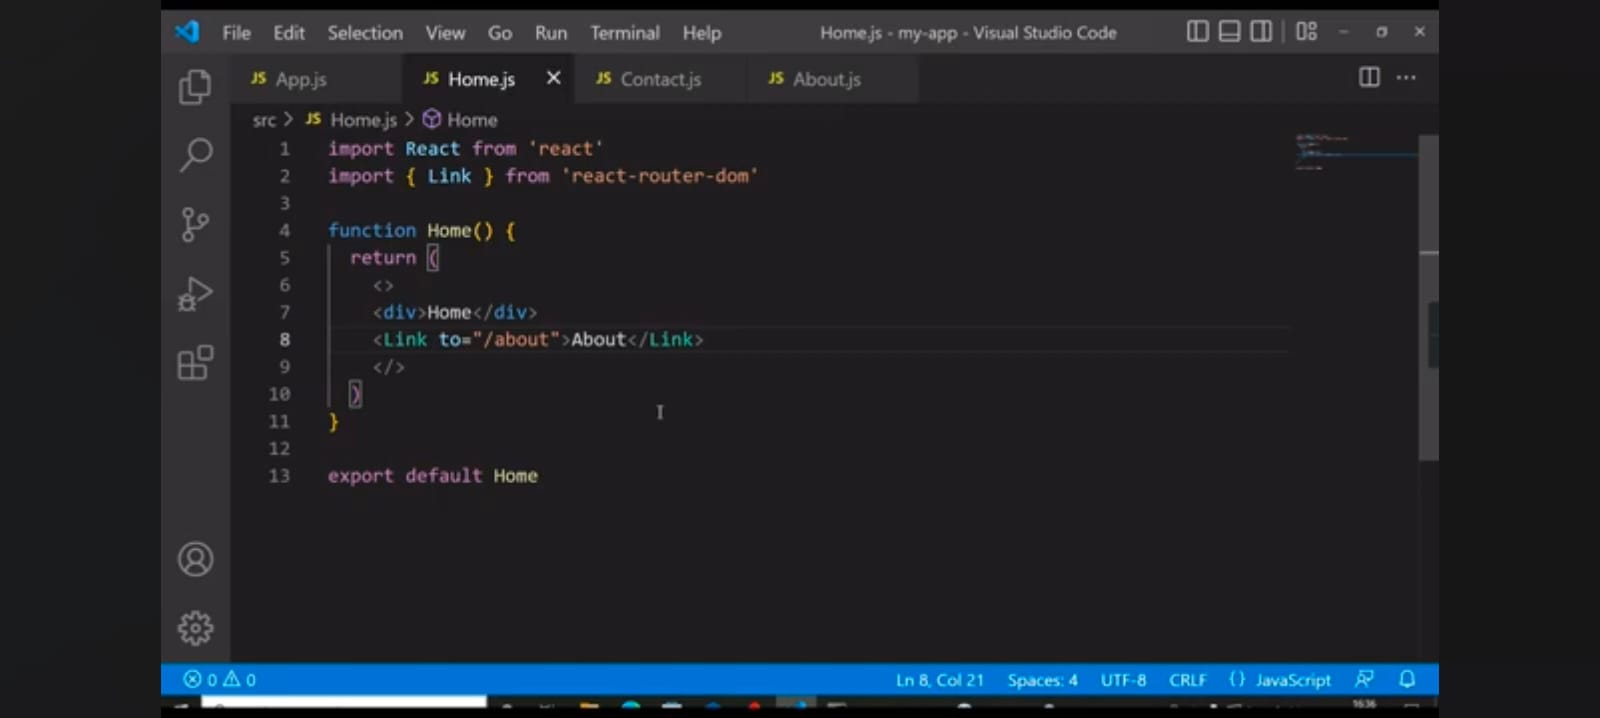 File Edit Selection View Go Run Terminal Help Home.js - my-app - Visual Studio Code
JS App.js JS Home.js JS Contact.js JS About.js
src > JS Home.js > Home
1 import React from 'react'
2 import { Link } from 'react-router-dom'
3
4 function Home() {
5 return (
6 <>
7 <div>Home</div>
8 <Link to="/about">About</Link>
9 </>
10 )
11 }
12
13 export default Home
0 0 Ln 8, Col 21 Spaces: 4 UTF-8 CRLF {} JavaScript
16:36